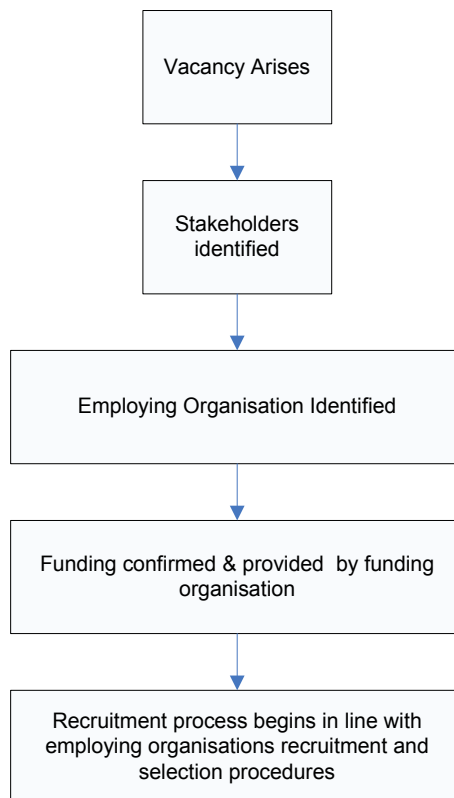 Vacancy Arises
Stakeholders
identified
Employing Organisation Identified
Funding confirmed & provided  by funding
organisation
Recruitment process begins in line with
employing organisations recruitment and
selection procedures